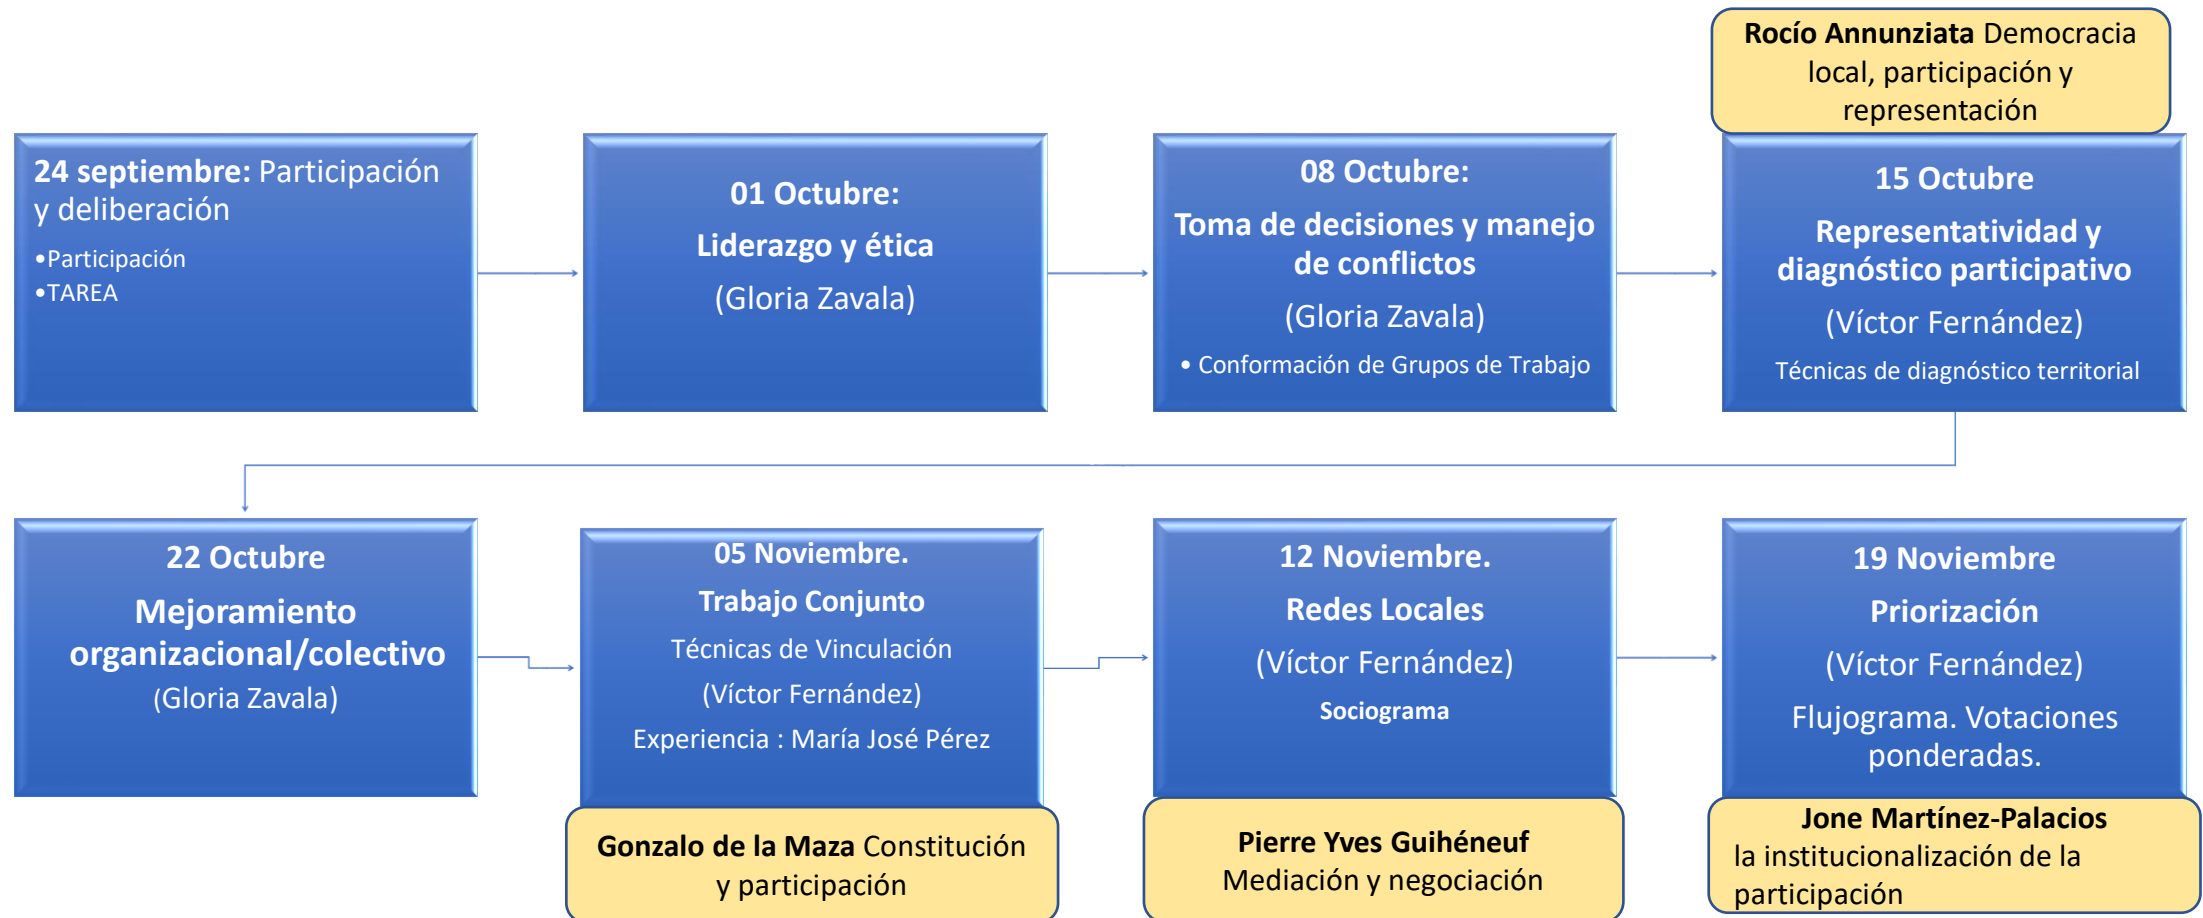 Rocío Annunziata Democracia
local, participación y
representación
24 septiembre: Participación
y deliberación
•Participación
•TAREA
01 Octubre:
Liderazgo y ética
(Gloria Zavala)
08 Octubre:
Toma de decisiones y manejo
de conflictos
(Gloria Zavala)
• Conformación de Grupos de Trabajo
15 Octubre
Representatividad y
diagnóstico participativo
(Víctor Fernández)
Técnicas de diagnóstico territorial
22 Octubre
Mejoramiento
organizacional/colectivo
(Gloria Zavala)
05 Noviembre.
Trabajo Conjunto
Técnicas de Vinculación
(Víctor Fernández)
Experiencia : María José Pérez
Gonzalo de la Maza Constitución
y participación
12 Noviembre.
Redes Locales
(Víctor Fernández)
Sociograma
Pierre Yves Guihéneuf
Mediación y negociación
19 Noviembre
Priorización
(Víctor Fernández)
Flujograma. Votaciones
ponderadas.
Jone Martínez-Palacios
la institucionalización de la
participación